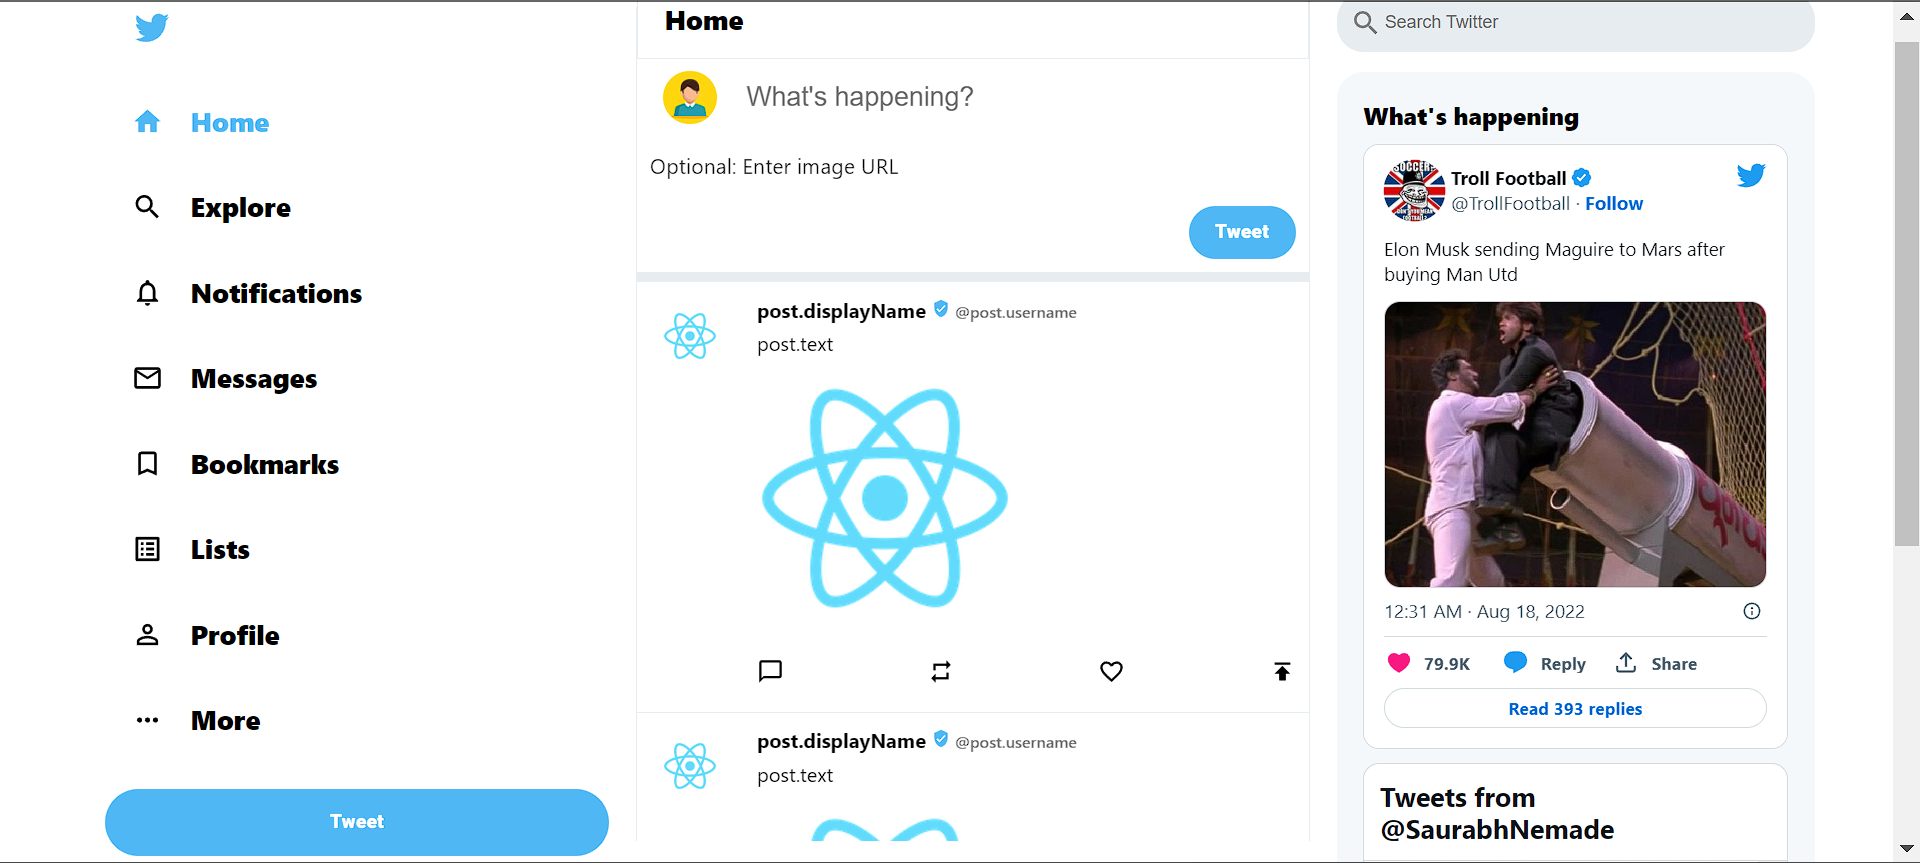 Home
Explore
Notifications
Messages
Bookmarks
Lists
Profile
More
Tweet
Home
What's happening?
Optional: Enter image URL
Tweet
post.displayName @post.username
post.text
post.displayName @post.username
post.text
Search Twitter
What's happening
SOCCER?
Troll Football
@TrollFootball · Follow
Elon Musk sending Maguire to Mars after
buying Man Utd
12:31 AM · Aug 18, 2022
79.9K Reply Share
Read 393 replies
Tweets from
@SaurabhNemade